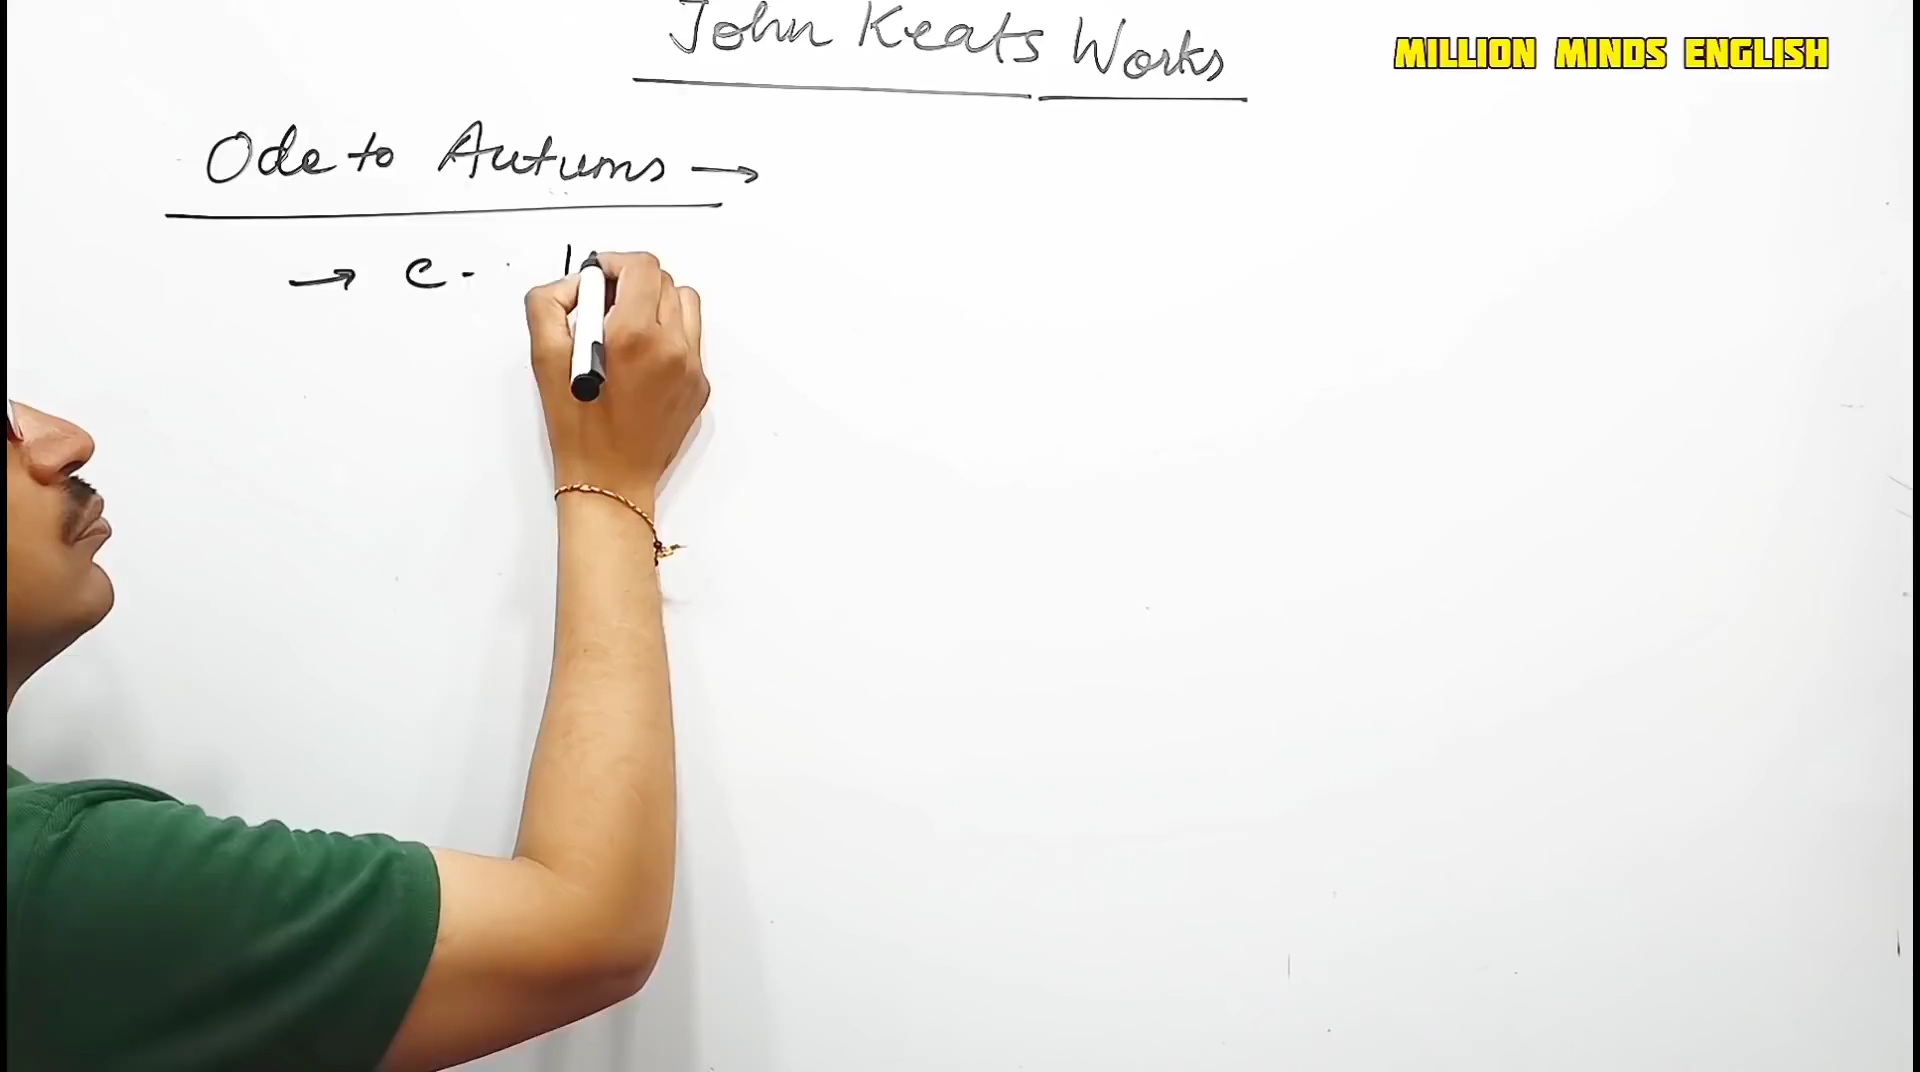 John Keats Works
MILLION MINDS ENGLISH
Ode to Autums →
→ C.